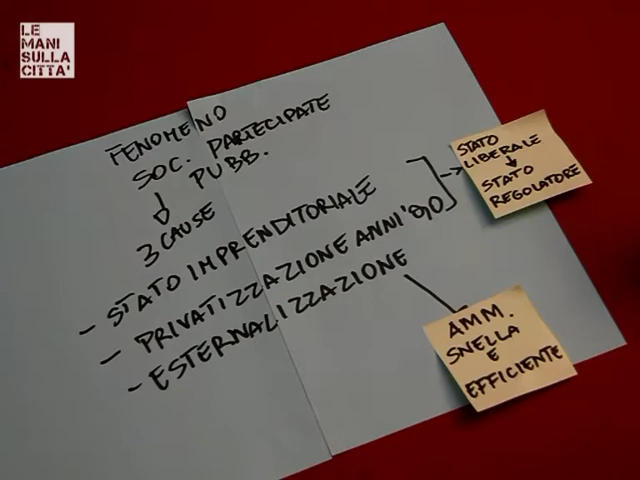 LE
MANI
SULLA
CITTA'
FENOMENO
SOC. PARTECIPATE
PUBB.
3 CAUSE
- STATO IMPRENDITORIALE
- PRIVATIZZAZIONE ANNI '90
- ESTERNALIZZAZIONE
STATO
LIBERALE
STATO
REGOLATORE
AMM.
SNELLA
E
EFFICIENTE